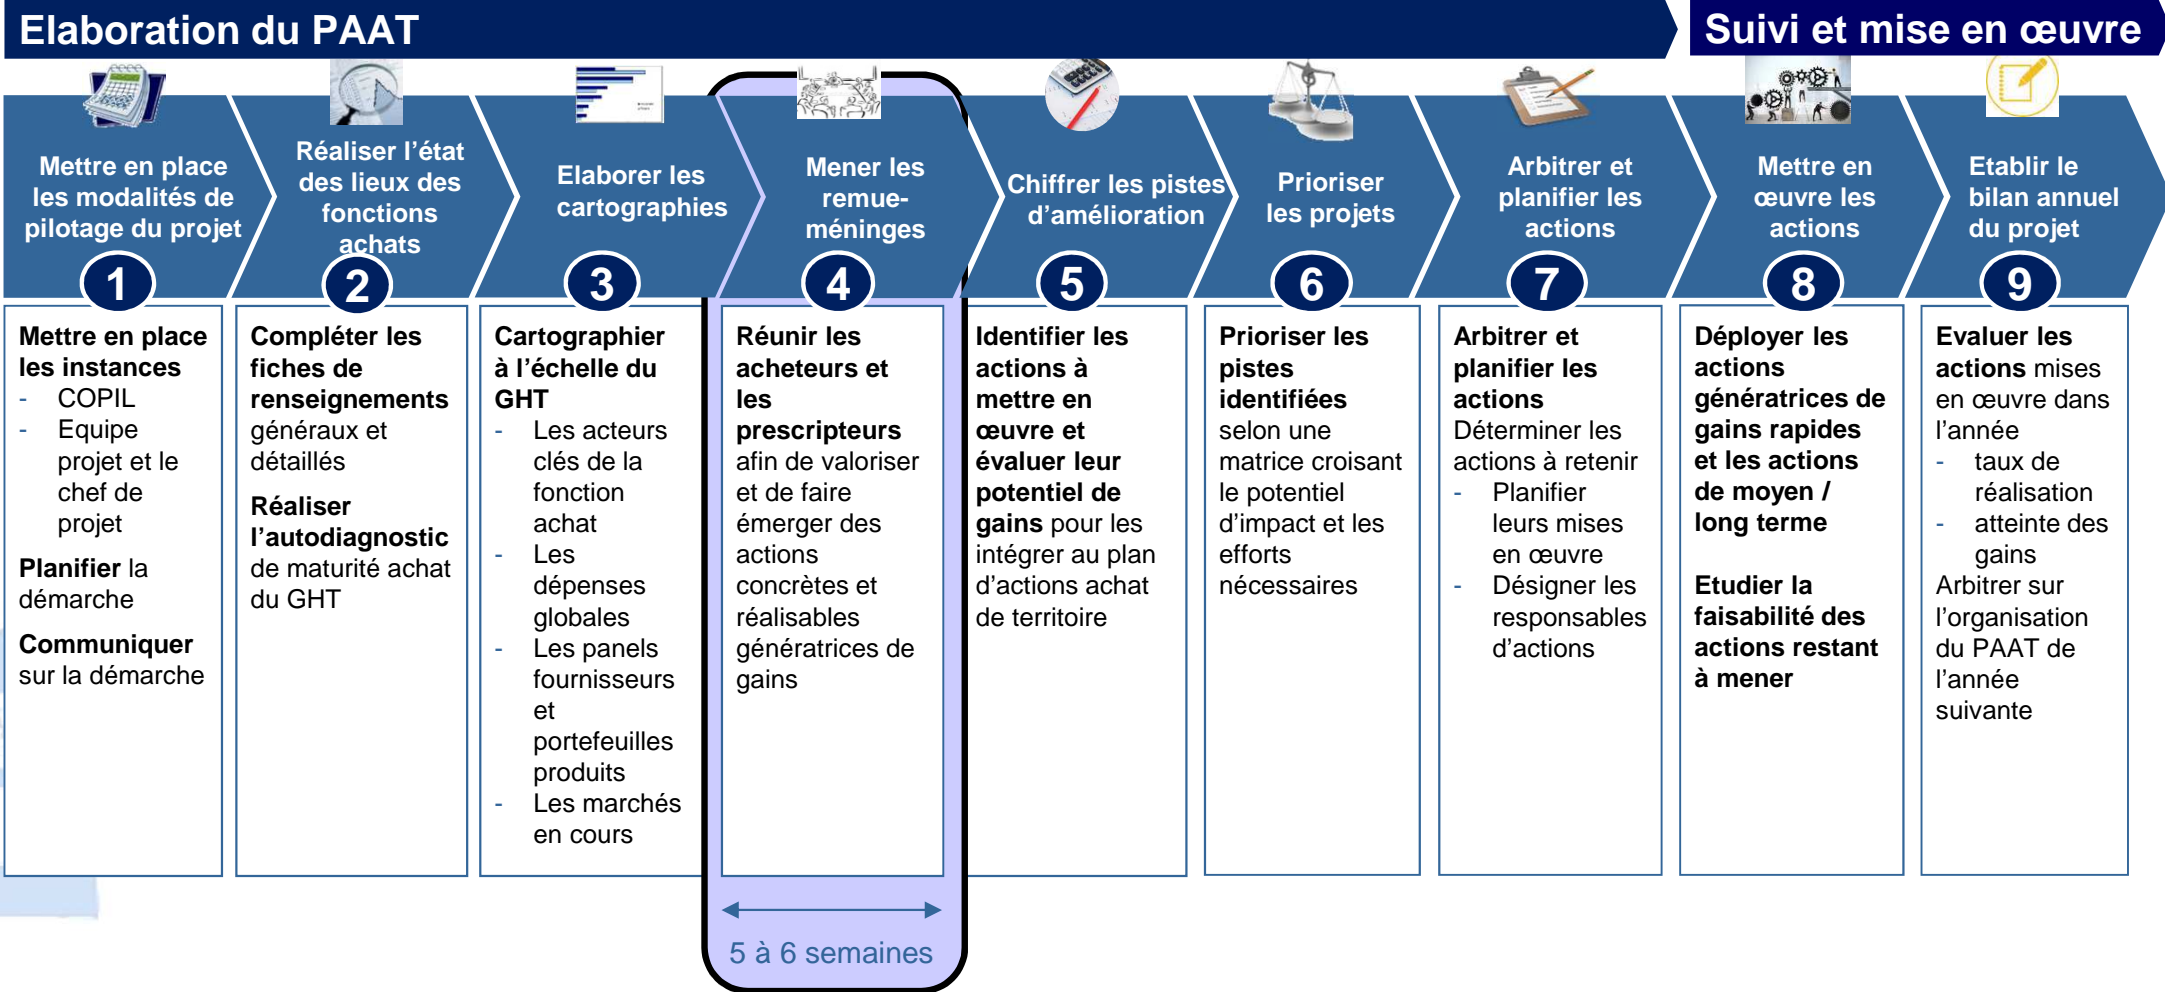 Elaboration du PAAT
Suivi et mise en œuvre
Mettre en place
les modalités de
pilotage du projet
1
Réaliser l’état
des lieux des
fonctions
achats
2
Elaborer les
cartographies
3
Mener les
remue-
méninges
4
Chiffrer les pistes
d’amélioration
5
Prioriser
les projets
6
Arbitrer et
planifier les
actions
7
Mettre en
œuvre les
actions
8
Etablir le
bilan annuel
du projet
9
Mettre en place
les instances
- COPIL
- Equipe
projet et le
chef de
projet
Planifier la
démarche
Communiquer
sur la démarche
Compléter les
fiches de
renseignements
généraux et
détaillés
Réaliser
l’autodiagnostic
de maturité achat
du GHT
Cartographier
à l’échelle du
GHT
- Les acteurs
clés de la
fonction
achat
- Les
dépenses
globales
- Les panels
fournisseurs
et
portefeuilles
produits
- Les marchés
en cours
Réunir les
acheteurs et
les
prescripteurs
afin de valoriser
et de faire
émerger des
actions
concrètes et
réalisables
génératrices de
gains
5 à 6 semaines
Identifier les
actions à
mettre en
œuvre et
évaluer leur
potentiel de
gains pour les
intégrer au plan
d’actions achat
de territoire
Prioriser les
pistes
identifiées
selon une
matrice croisant
le potentiel
d’impact et les
efforts
nécessaires
Arbitrer et
planifier les
actions
Déterminer les
actions à retenir
- Planifier
leurs mises
en œuvre
- Désigner les
responsables
d’actions
Déployer les
actions
génératrices de
gains rapides
et les actions
de moyen /
long terme
Etudier la
faisabilité des
actions restant
à mener
Evaluer les
actions mises
en œuvre dans
l’année
- taux de
réalisation
- atteinte des
gains
Arbitrer sur
l’organisation
du PAAT de
l’année
suivante